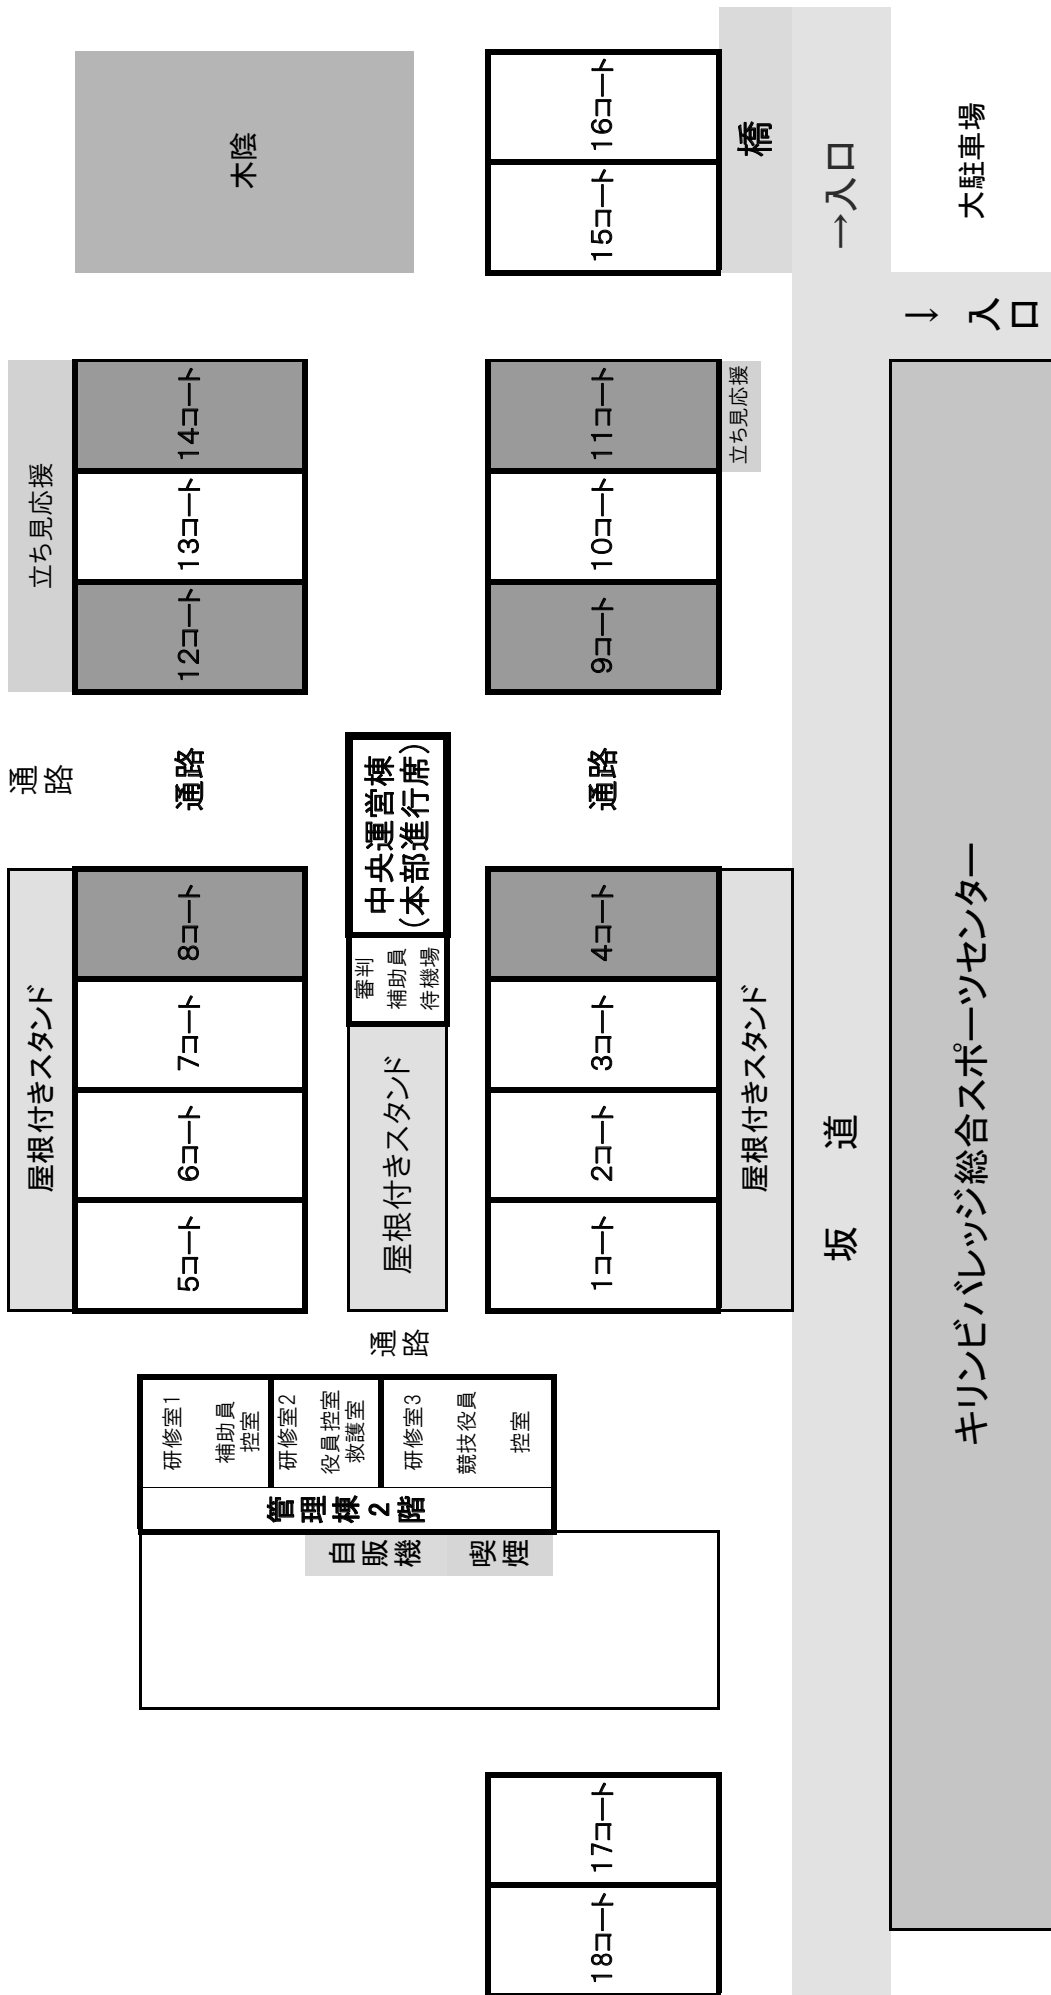 木陰
16コート
15コート
橋
→入口
大駐車場
→
入口
立ち見応援
14コート
13コート
12コート
11コート
10コート
9コート
立ち見応援
通路
通路
中央運営棟
(本部進行席)
通路
屋根付きスタンド
8コート
7コート
6コート
5コート
審判
補助員
待機場
屋根付きスタンド
4コート
3コート
2コート
1コート
屋根付きスタンド
坂道
キリンビバレッジ総合スポーツセンター
通路
研修室1
補助員
控室
研修室2
役員控室
救護室
研修室3
競技役員
控室
管理棟2階
自販機
喫煙
17コート
18コート